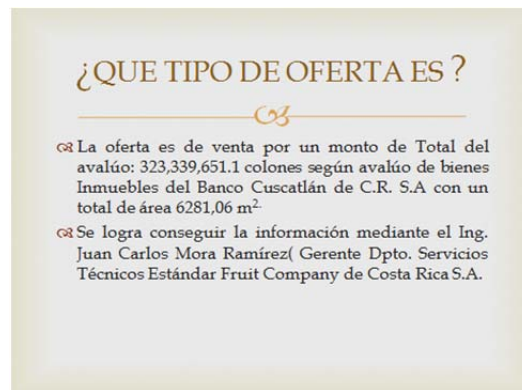 ¿QUE TIPO DE OFERTA ES ?
La oferta es de venta por un monto de Total del
avalúo: 323,339,651.1 colones según avalúo de bienes
Inmuebles del Banco Cuscatlán de C.R. S.A con un
total de área 6281,06 m².
Se logra conseguir la información mediante el Ing.
Juan Carlos Mora Ramírez( Gerente Dpto. Servicios
Técnicos Estándar Fruit Company de Costa Rica S.A.